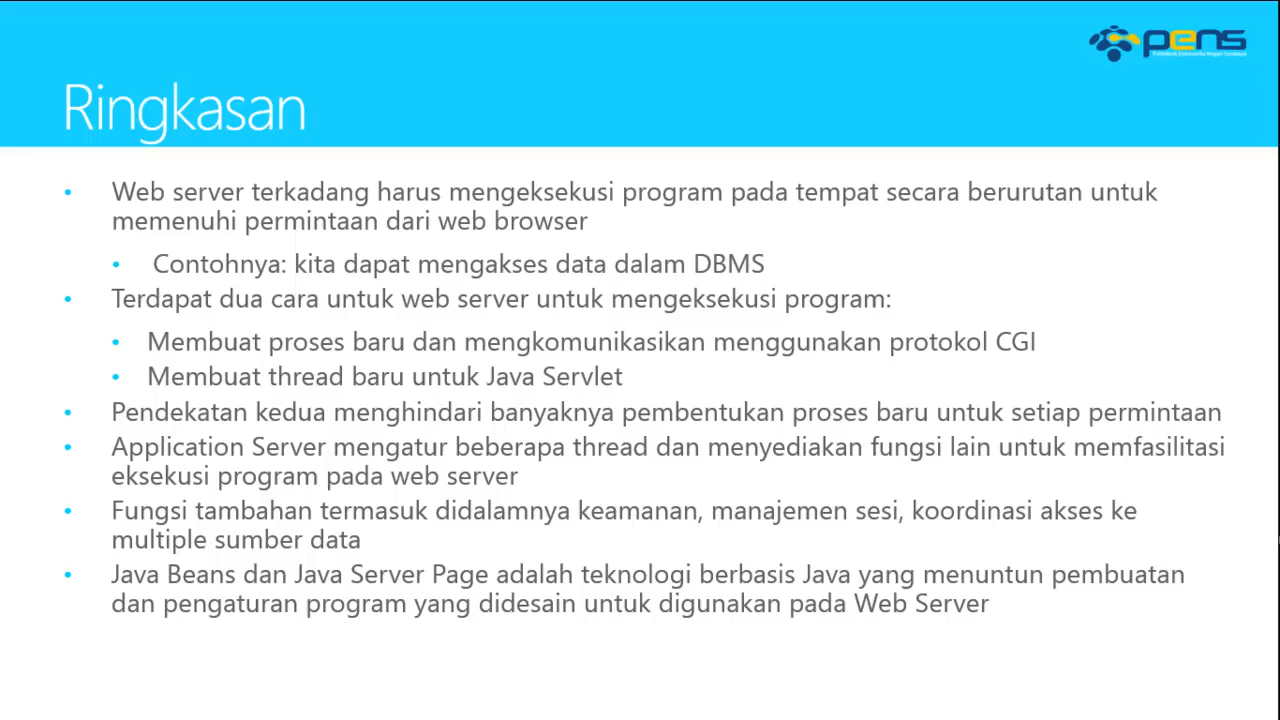 pens
Politeknik Elektronika Negeri Surabaya
Ringkasan
• Web server terkadang harus mengeksekusi program pada tempat secara berurutan untuk
memenuhi permintaan dari web browser
• Contohnya: kita dapat mengakses data dalam DBMS
• Terdapat dua cara untuk web server untuk mengeksekusi program:
• Membuat proses baru dan mengkomunikasikan menggunakan protokol CGI
• Membuat thread baru untuk Java Servlet
• Pendekatan kedua menghindari banyaknya pembentukan proses baru untuk setiap permintaan
• Application Server mengatur beberapa thread dan menyediakan fungsi lain untuk memfasilitasi
eksekusi program pada web server
• Fungsi tambahan termasuk didalamnya keamanan, manajemen sesi, koordinasi akses ke
multiple sumber data
• Java Beans dan Java Server Page adalah teknologi berbasis Java yang menuntun pembuatan
dan pengaturan program yang didesain untuk digunakan pada Web Server